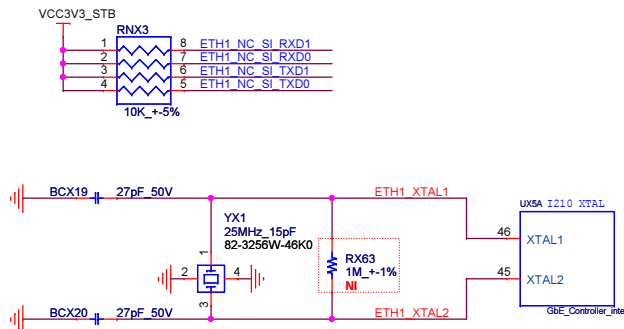 VCC3V3_STB
RNX3
1 8 ETH1_NC_SI_RXD1
2 7 ETH1_NC_SI_RXD0
3 6 ETH1_NC_SI_TXD1
4 5 ETH1_NC_SI_TXD0
10K_+-5%
BCX19 27pF_50V ETH1_XTAL1
UX5A I210 XTAL
YX1
25MHz_15pF
82-3256W-46K0
46 XTAL1
1
RX63
2 4
1M_+-1%
45 XTAL2
NI
3
BCX20 27pF_50V ETH1_XTAL2
GbE_Controller_inte